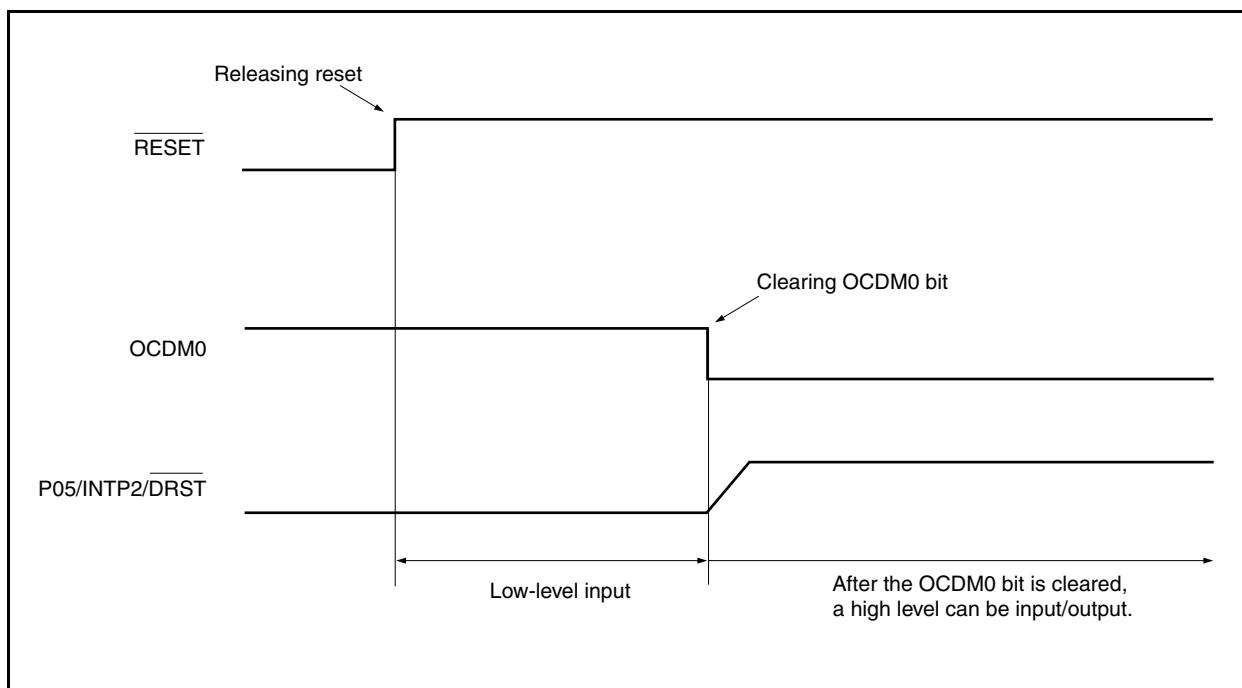 Releasing reset
RESET
Clearing OCDM0 bit
OCDM0
P05/INTP2/DRST
Low-level input
After the OCDM0 bit is cleared,
a high level can be input/output.